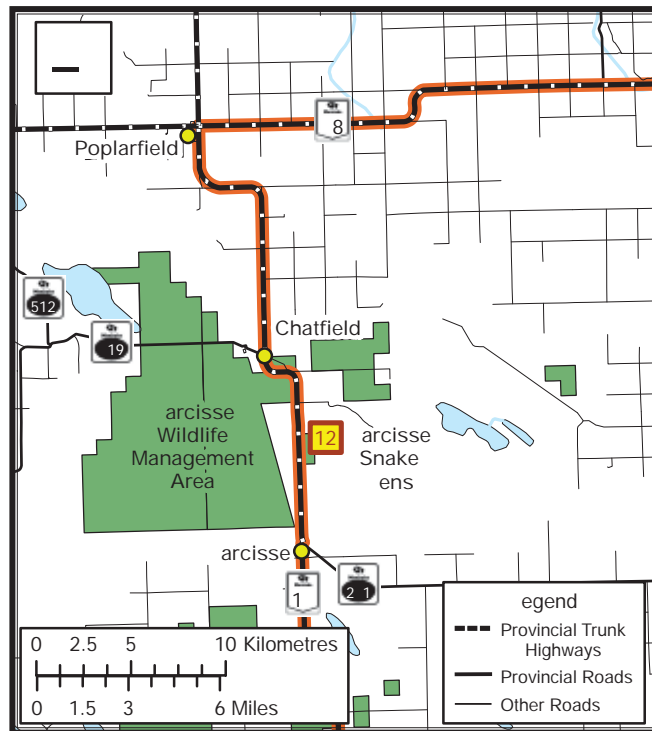 8
Poplarfield
512
19
Chatfield
arcisse
Wildlife
Management
Area
12
arcisse
Snake
ens
arcisse
1
2 1
0 2.5 5 10 Kilometres
0 1.5 3 6 Miles
egend
Provincial Trunk
Highways
Provincial Roads
Other Roads